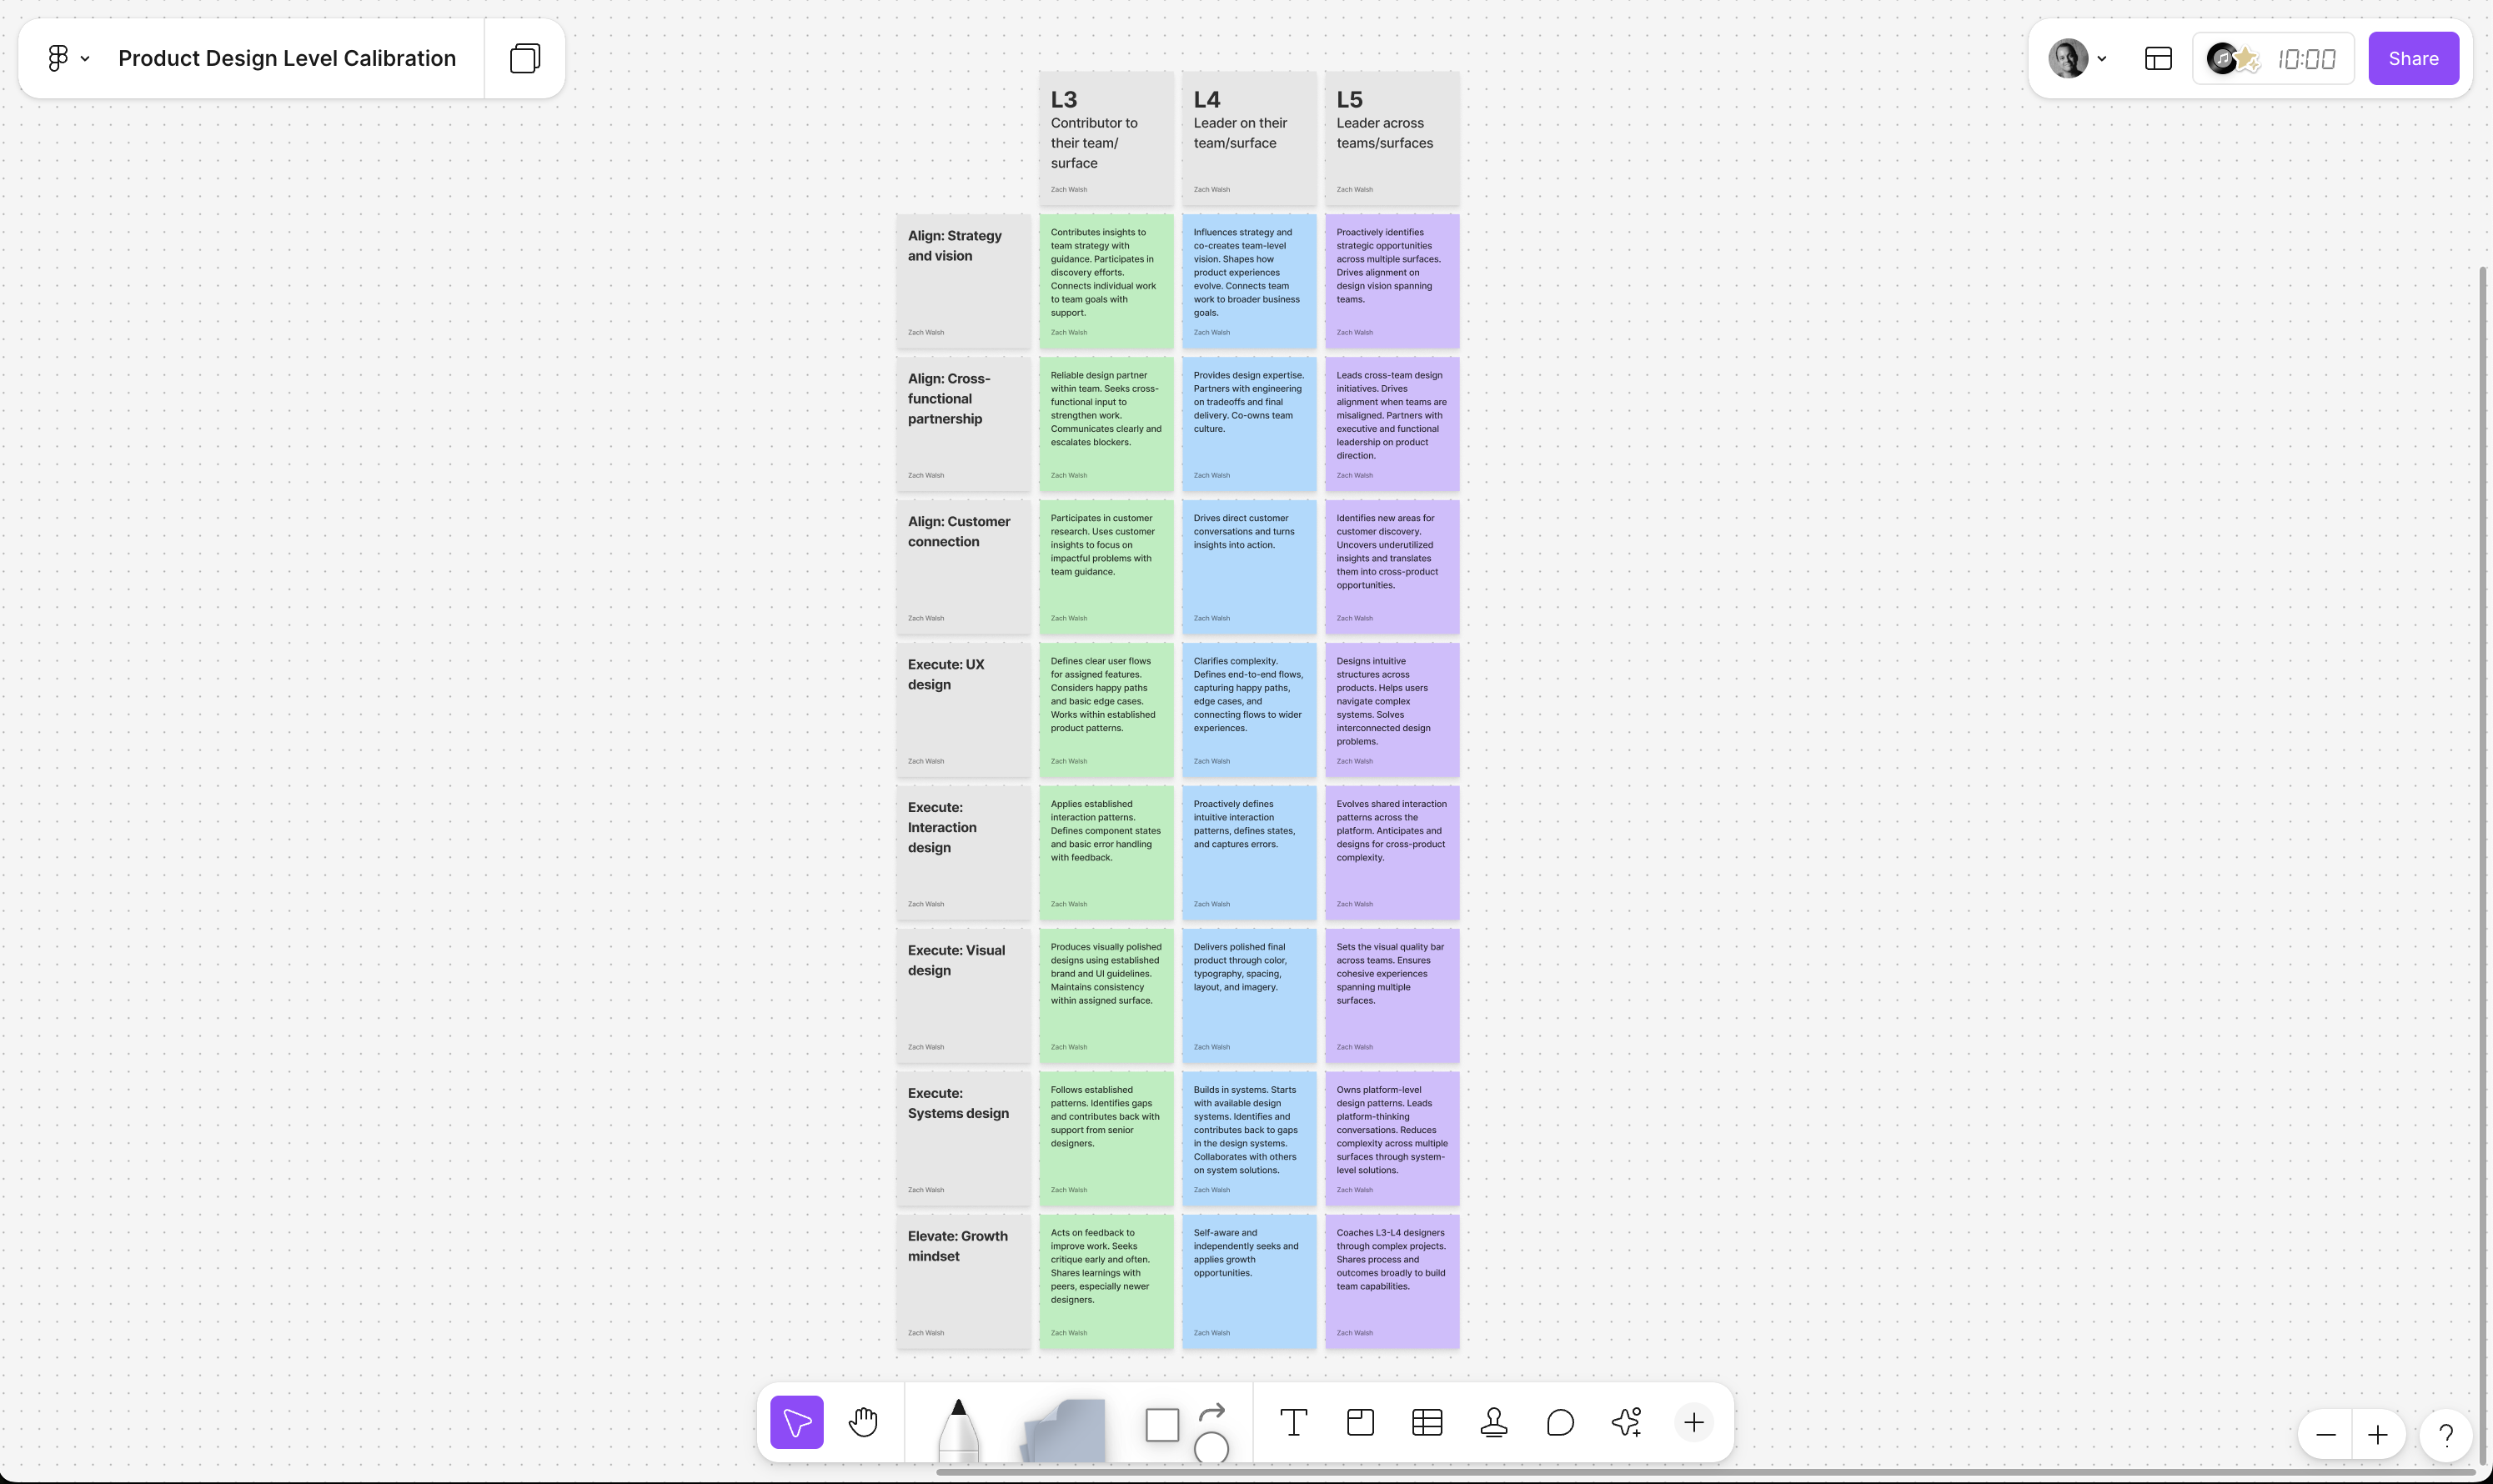 Product Design Level Calibration
10:00
Share
L3
Contributor to
their team/
surface
Zach Walsh
L4
Leader on their
team/surface
Zach Walsh
L5
Leader across
teams/surfaces
Zach Walsh
Align: Strategy
and vision
Zach Walsh
Contributes insights to
team strategy with
guidance. Participates in
discovery efforts.
Connects individual work
to team goals with
support.
Zach Walsh
Influences strategy and
co-creates team-level
vision. Shapes how
product experiences
evolve. Connects team
work to broader business
goals.
Zach Walsh
Proactively identifies
strategic opportunities
across multiple surfaces.
Drives alignment on
design vision spanning
teams.
Zach Walsh
Align: Cross-
functional
partnership
Zach Walsh
Reliable design partner
within team. Seeks cross-
functional input to
strengthen work.
Communicates clearly and
escalates blockers.
Zach Walsh
Provides design expertise.
Partners with engineering
on tradeoffs and final
delivery. Co-owns team
culture.
Zach Walsh
Leads cross-team design
initiatives. Drives
alignment when teams are
misaligned. Partners with
executive and functional
leadership on product
direction.
Zach Walsh
Align: Customer
connection
Zach Walsh
Participates in customer
research. Uses customer
insights to focus on
impactful problems with
team guidance.
Zach Walsh
Drives direct customer
conversations and turns
insights into action.
Zach Walsh
Identifies new areas for
customer discovery.
Uncovers underutilized
insights and translates
them into cross-product
opportunities.
Zach Walsh
Execute: UX
design
Zach Walsh
Defines clear user flows
for assigned features.
Considers happy paths
and basic edge cases.
Works within established
product patterns.
Zach Walsh
Clarifies complexity.
Defines end-to-end flows,
capturing happy paths,
edge cases, and
connecting flows to wider
experiences.
Zach Walsh
Designs intuitive
structures across
products. Helps users
navigate complex
systems. Solves
interconnected design
problems.
Zach Walsh
Execute:
Interaction
design
Zach Walsh
Applies established
interaction patterns.
Defines component states
and basic error handling
with feedback.
Zach Walsh
Proactively defines
intuitive interaction
patterns, defines states,
and captures errors.
Zach Walsh
Evolves shared interaction
patterns across the
platform. Anticipates and
designs for cross-product
complexity.
Zach Walsh
Execute: Visual
design
Zach Walsh
Produces visually polished
designs using established
brand and UI guidelines.
Maintains consistency
within assigned surface.
Zach Walsh
Delivers polished final
product through color,
typography, spacing,
layout, and imagery.
Zach Walsh
Sets the visual quality bar
across teams. Ensures
cohesive experiences
spanning multiple
surfaces.
Zach Walsh
Execute:
Systems design
Zach Walsh
Follows established
patterns. Identifies gaps
and contributes back with
support from senior
designers.
Zach Walsh
Builds in systems. Starts
with available design
systems. Identifies and
contributes back to gaps
in the design systems.
Collaborates with others
on system solutions.
Zach Walsh
Owns platform-level
design patterns. Leads
platform-thinking
conversations. Reduces
complexity across multiple
surfaces through system-
level solutions.
Zach Walsh
Elevate: Growth
mindset
Zach Walsh
Acts on feedback to
improve work. Seeks
critique early and often.
Shares learnings with
peers, especially newer
designers.
Zach Walsh
Self-aware and
independently seeks and
applies growth
opportunities.
Zach Walsh
Coaches L3-L4 designers
through complex projects.
Shares process and
outcomes broadly to build
team capabilities.
Zach Walsh